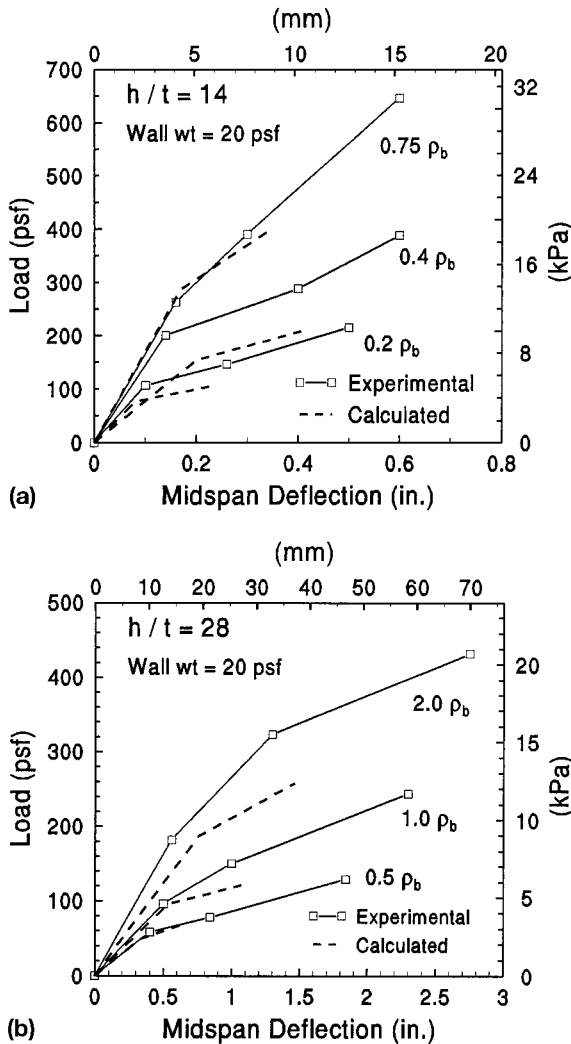 (mm)
0 5 10 15 20
700
600
500
400
300
200
100
0
Load (psf)
h / t = 14
Wall wt = 20 psf
0.75 ρb
0.4 ρb
0.2 ρb
Experimental
Calculated
32
24
16
8
0
(kPa)
0 0.2 0.4 0.6 0.8
(a) Midspan Deflection (in.)
(mm)
0 10 20 30 40 50 60 70
500
400
300
200
100
0
Load (psf)
h / t = 28
Wall wt = 20 psf
2.0 ρb
1.0 ρb
0.5 ρb
Experimental
Calculated
20
15
10
5
0
(kPa)
0 0.5 1 1.5 2 2.5 3
(b) Midspan Deflection (in.)